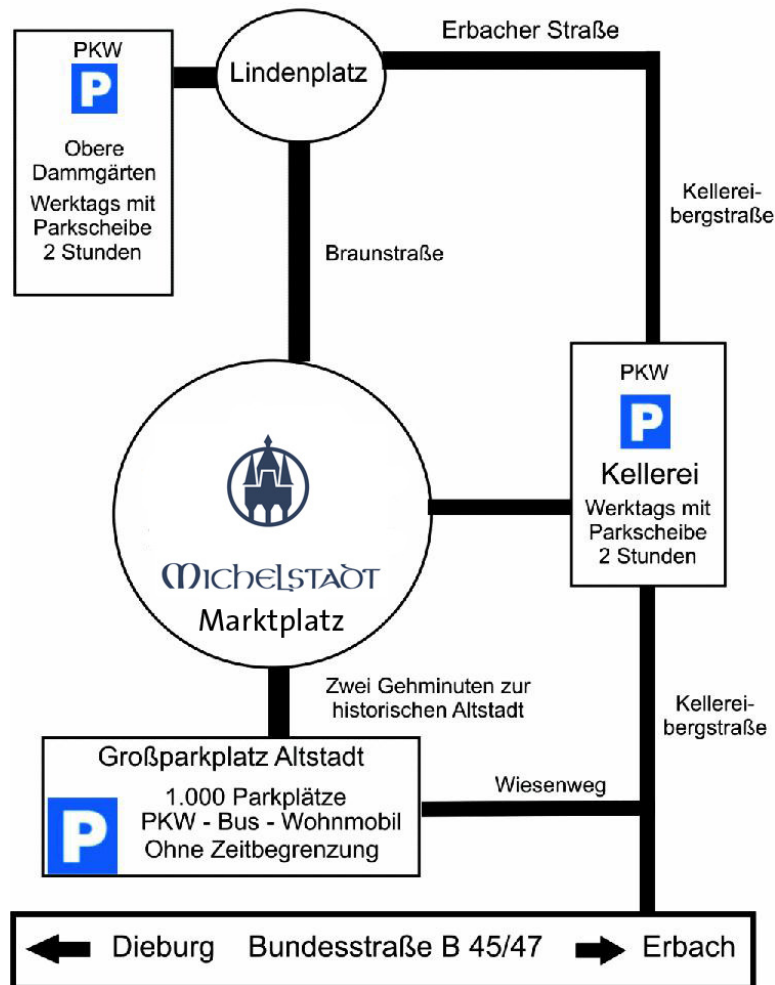 Erbacher Straße
PKW
P
Lindenplatz
Obere
Dammgärten
Werktags mit
Parkscheibe
2 Stunden
Kellerei-
bergstraße
Braunstraße
PKW
P
Kellerei
Werktags mit
Parkscheibe
2 Stunden
MICHELSTADT
Marktplatz
Zwei Gehminuten zur
historischen Altstadt
Kellerei-
bergstraße
Großparkplatz Altstadt
P
1.000 Parkplätze
PKW - Bus - Wohnmobil
Ohne Zeitbegrenzung
Wiesenweg
Dieburg Bundesstraße B 45/47 Erbach